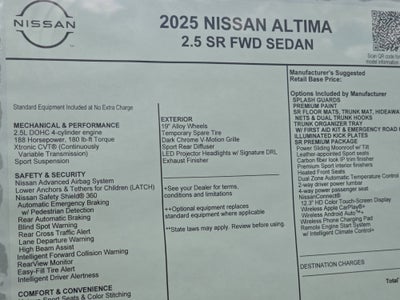 NISSAN
2025 NISSAN ALTIMA
2.5 SR FWD SEDAN
Scan QR code for
model information
Standard Equipment Included at No Extra Charge
MECHANICAL & PERFORMANCE
2.5L DOHC 4-cylinder engine
188 Horsepower, 180 lb-ft Torque
Xtronic CVT® (Continuously
Variable Transmission)
Sport Suspension
SAFETY & SECURITY
Nissan Advanced Airbag System
Lower Anchors & Tethers for Children (LATCH)
Nissan Safety Shield® 360
Automatic Emergency Braking
w/ Pedestrian Detection
Rear Automatic Braking
Blind Spot Warning
Rear Cross Traffic Alert
Lane Departure Warning
High Beam Assist
Intelligent Forward Collision Warning
RearView Monitor
Easy-Fill Tire Alert
Intelligent Driver Alertness
COMFORT & CONVENIENCE
Front Seats & Color Stitching
EXTERIOR
19" Alloy Wheels
Temporary Spare Tire
Dark Chrome V-Motion Grille
Sport Rear Diffuser
LED Projector Headlights w/ Signature DRL
Exhaust Finisher
+See your Dealer for terms,
conditions and limitations.
++Optional equipment replaces
standard equipment where applicable
**State laws may apply. Review before using.
Manufacturer's Suggested
Retail Base Price:
Options Included by Manufacturer
SPLASH GUARDS
PREMIUM PAINT
SR FLOOR MATS, TRUNK MAT, HIDEAWAY
NETS & DUAL TRUNK HOOKS
TRUNK ORGANIZER TRAY
W/ FIRST AID KIT & EMERGENCY ROAD
ILLUMINATED KICK PLATES
SR PREMIUM PACKAGE
Power Sliding Moonroof w/ Tilt
Leather-appointed Sport seats
Carbon fiber look IP trim finisher
Premium Sport interior finishers
Heated Front Seats
Dual Zone Automatic Temperature Control
2-way driver power lumbar
4-way power passenger seat
NissanConnect®
12.3" HD Color Touch-Screen Display
Wireless Apple CarPlay®+
Wireless Android Auto™+
Wireless Phone Charging Pad
Remote Engine Start System
w/ Intelligent Climate Control+
DESTINATION CHARGES